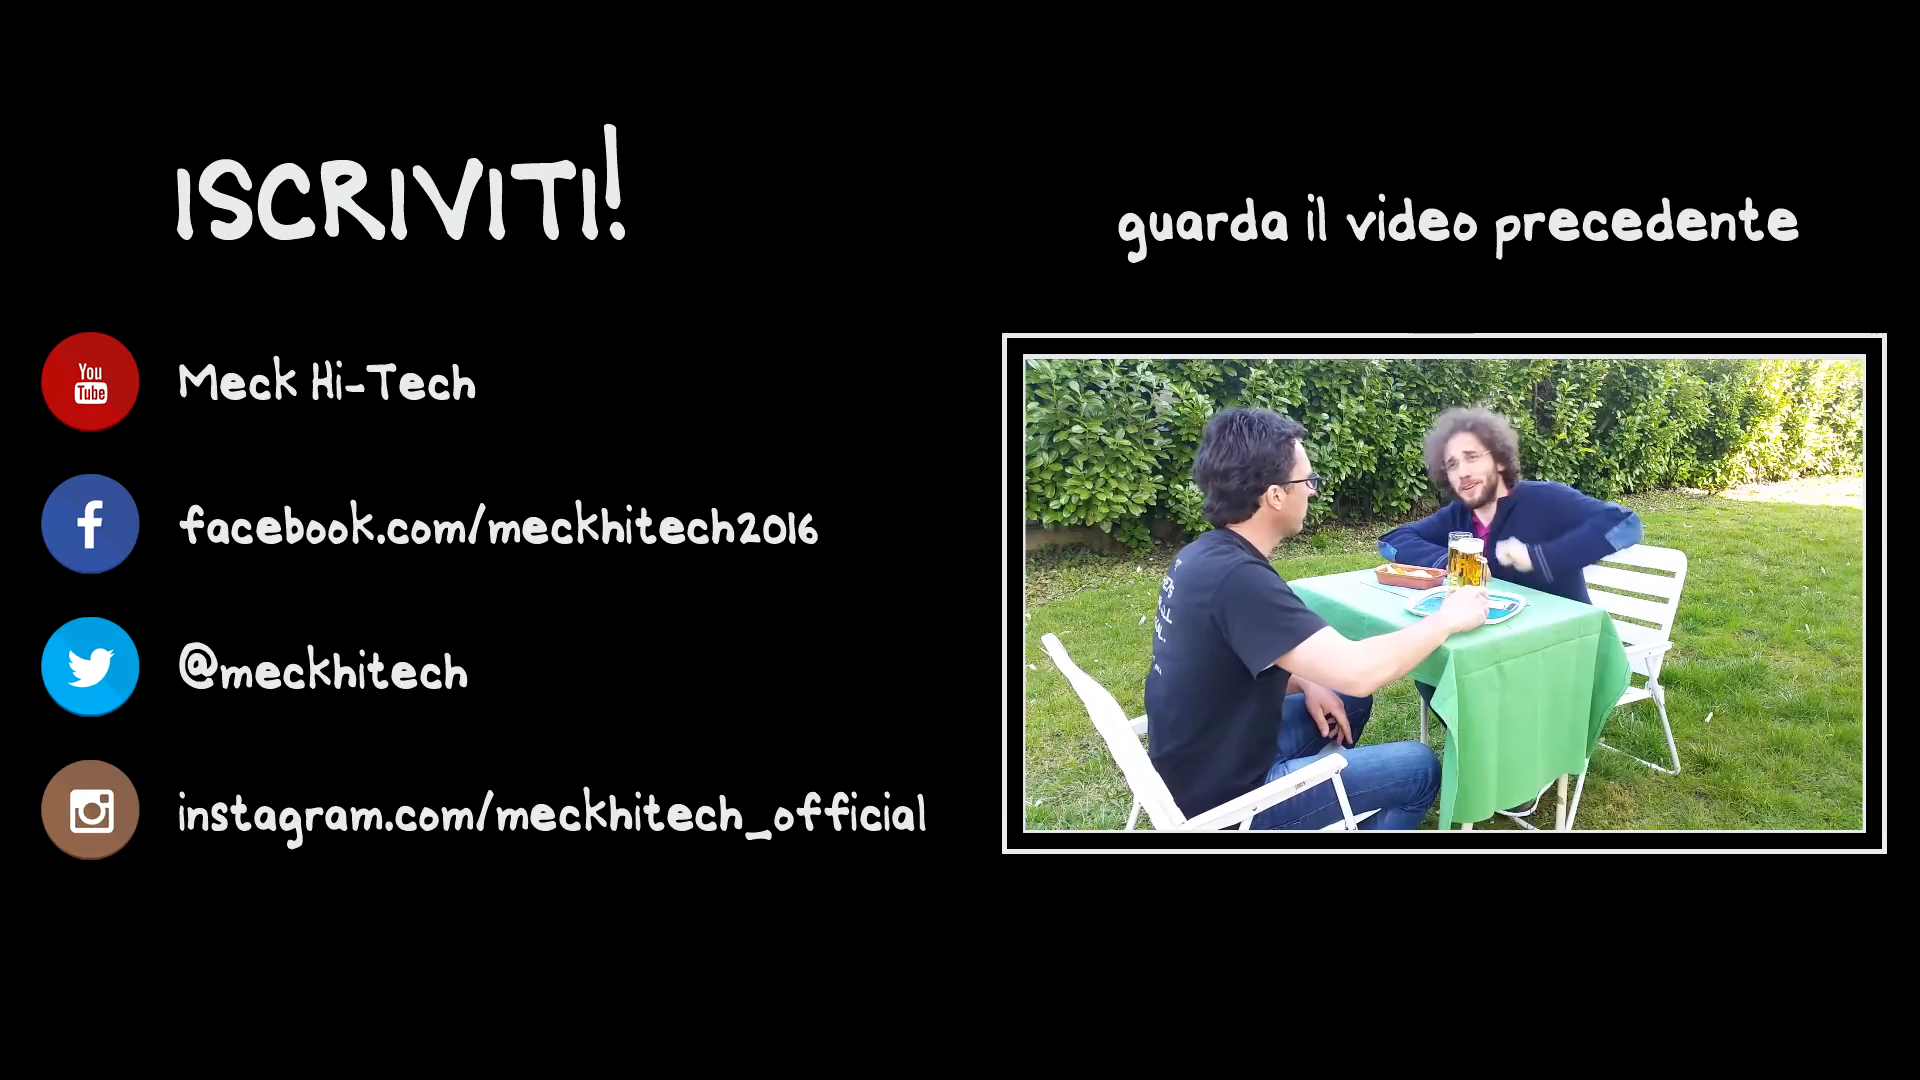 ISCRIVITI!
guarda il video precedente
You
Tube
Meck Hi-Tech
facebook.com/meckhitech2016
@meckhitech
instagram.com/meckhitech_official